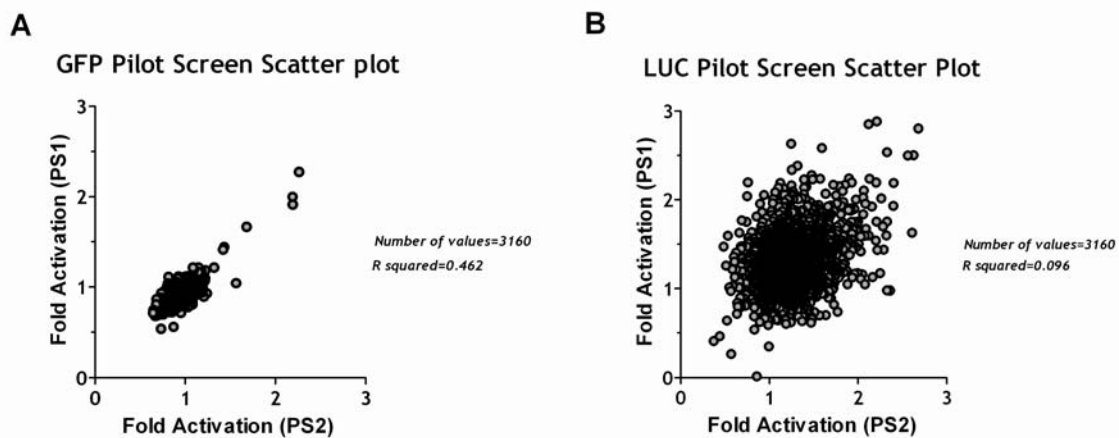 A
GFP Pilot Screen Scatter plot
3
2
1
0
Fold Activation (PS1)
0 1 2 3
Fold Activation (PS2)
Number of values=3160
R squared=0.462
B
LUC Pilot Screen Scatter Plot
3
2
1
0
Fold Activation (PS1)
0 1 2 3
Fold Activation (PS2)
Number of values=3160
R squared=0.096